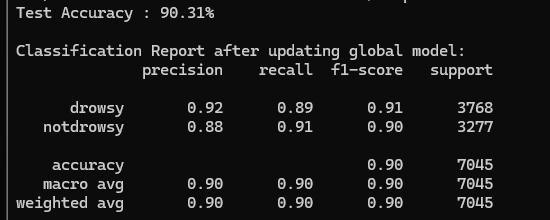 Test Accuracy : 90.31%
Classification Report after updating global model:
precision recall f1-score support
drowsy 0.92 0.89 0.91 3768
notdrowsy 0.88 0.91 0.90 3277
accuracy 0.90 7045
macro avg 0.90 0.90 0.90 7045
weighted avg 0.90 0.90 0.90 7045